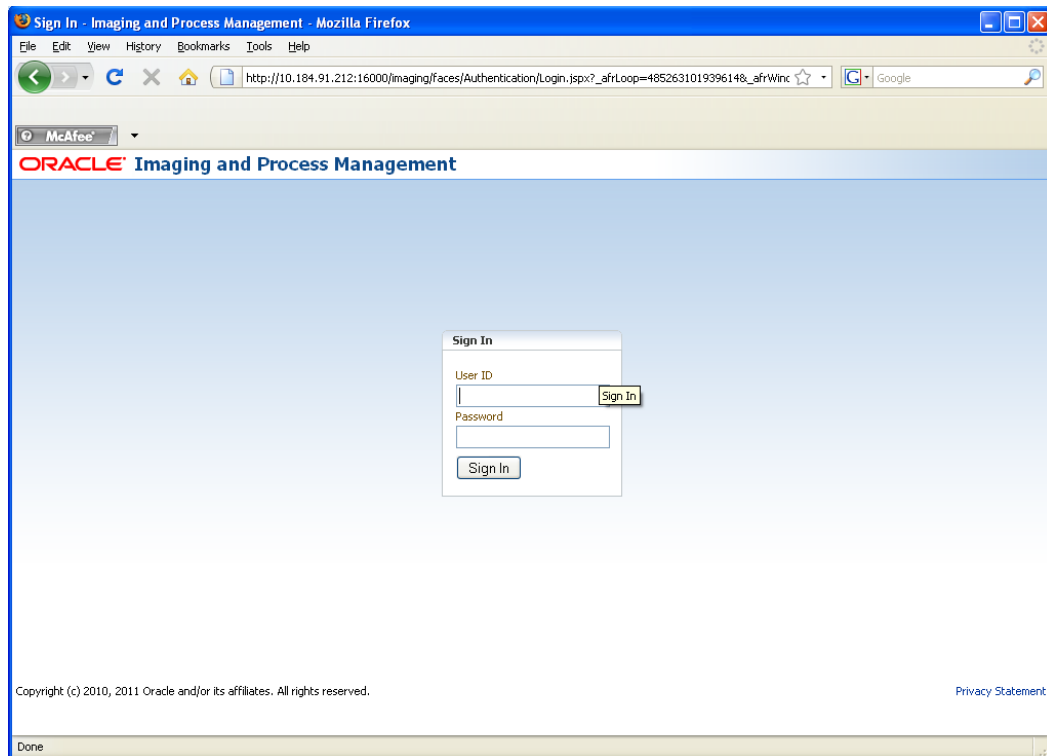 Sign In - Imaging and Process Management - Mozilla Firefox
File Edit View History Bookmarks Tools Help
http://10.184.91.212:16000/imaging/faces/Authentication/Login.jspx?_afrLoop=4852631019396148&_afrWinc
G Google
McAfee
ORACLE Imaging and Process Management
Sign In
User ID
Sign In
Password
Sign In
Copyright (c) 2010, 2011 Oracle and/or its affiliates. All rights reserved. Privacy Statement
Done